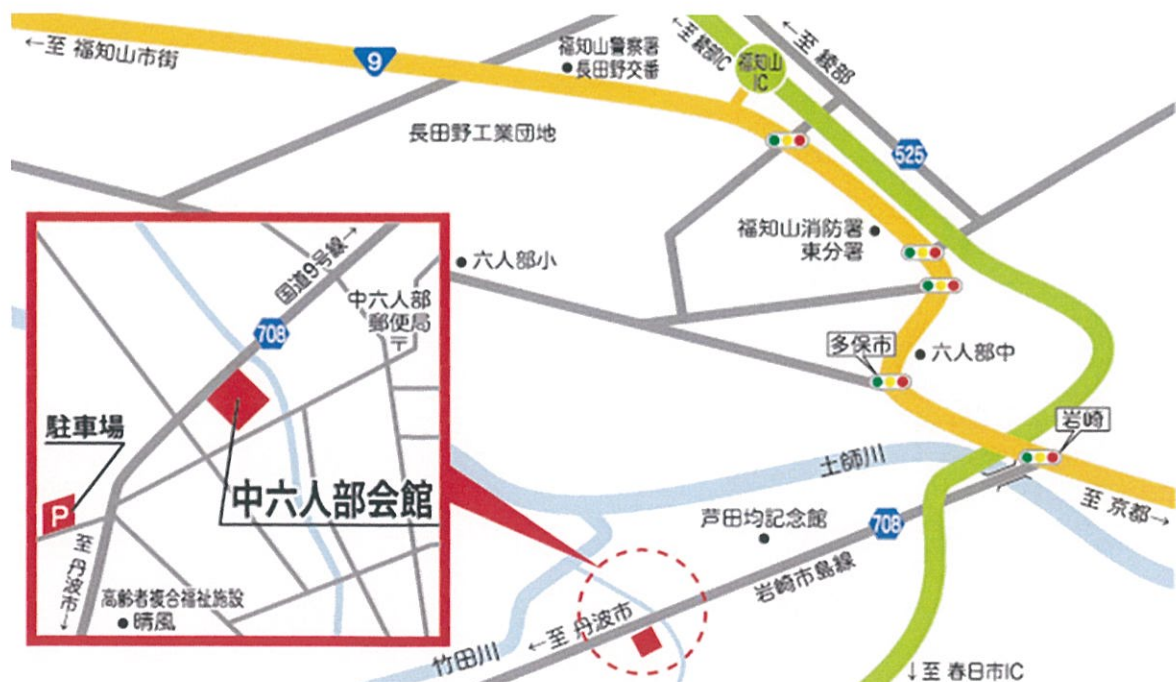 ←至 福知山市街
9
福知山警察署
長田野交番
←至 綾部IC
福知山
IC
←至 綾部
525
長田野工業団地
福知山消防署
東分署
六人部小
多保市
六人部中
岩崎
土師川
至 京都→
芦田均記念館
708
岩崎市島線
←至 丹波市
竹田川
↓至 春日市IC
国道9号線→
708
中六人部
郵便局
〒
駐車場
P
中六人部会館
至 丹波市↓
高齢者複合福祉施設
晴風